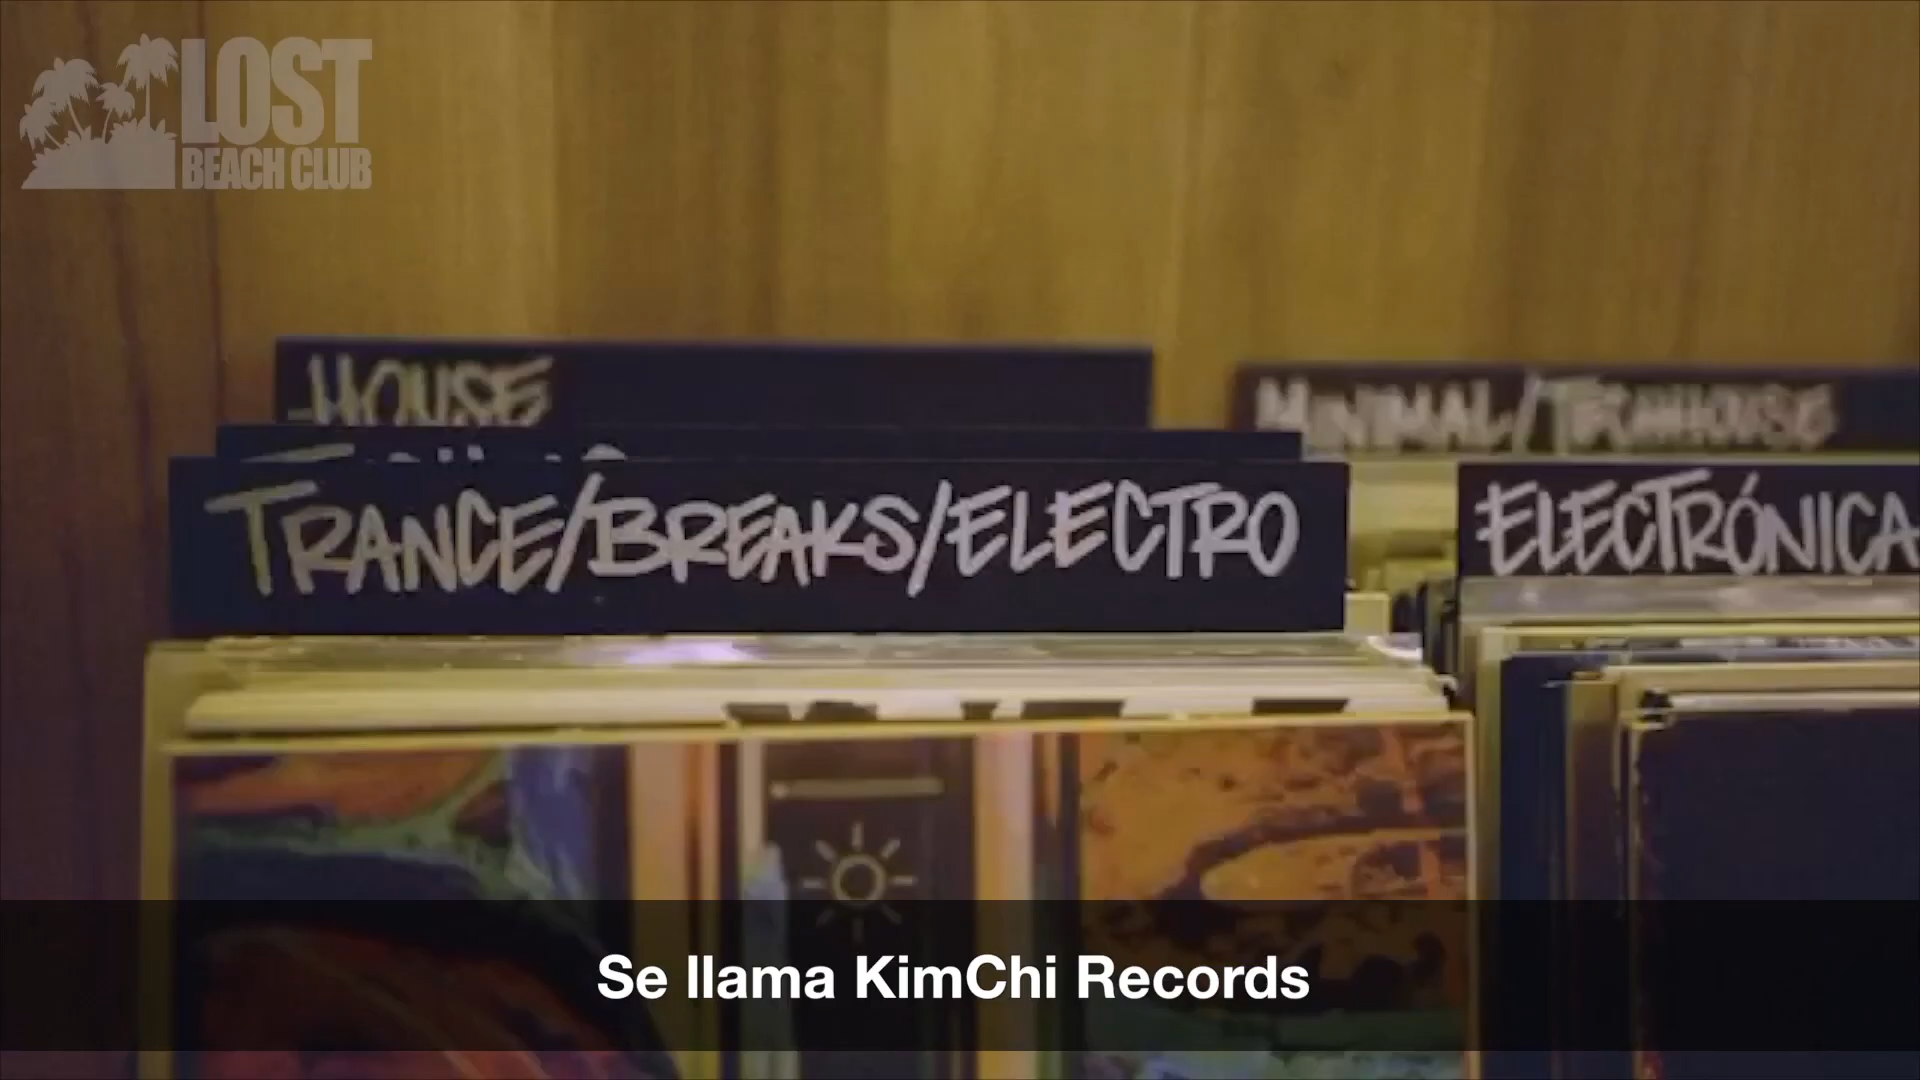 LOST
BEACH CLUB
HOUSE
MINIMAL/TECHHOUSE
TRANCE/BREAKS/ELECTRO
ELECTRÓNICA
Se llama KimChi Records